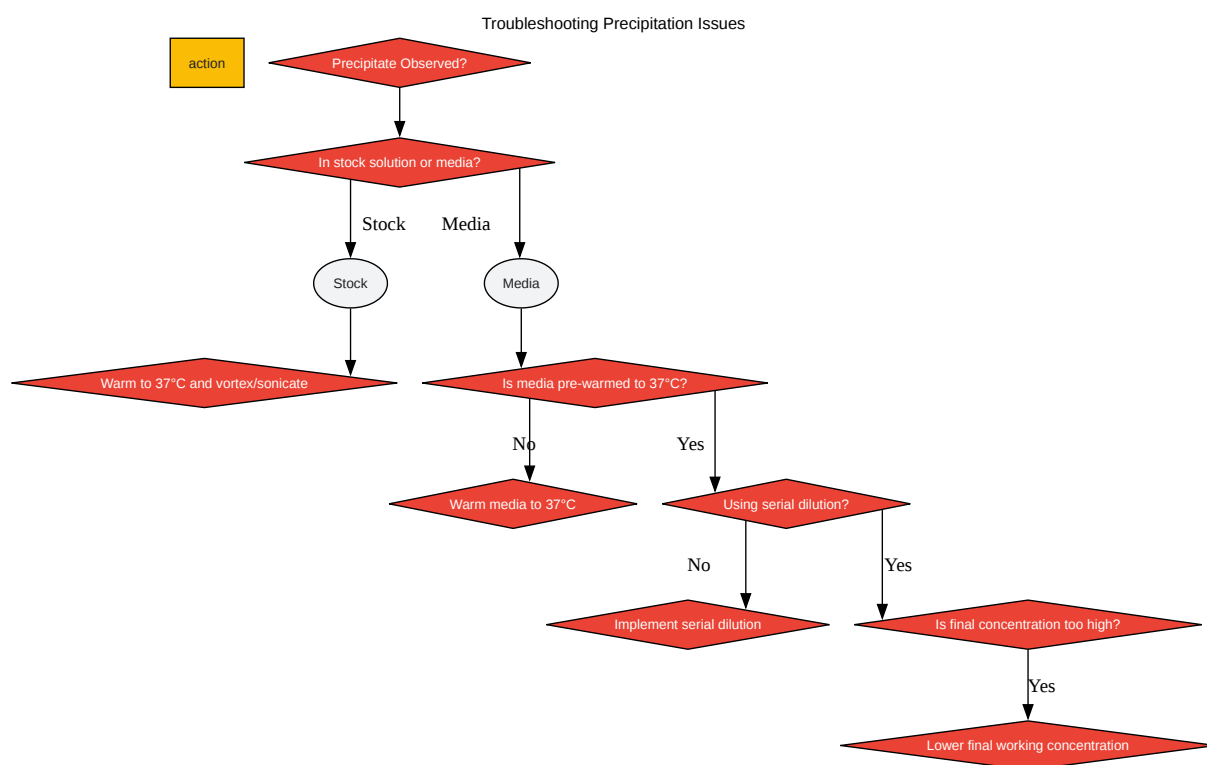 Troubleshooting Precipitation Issues
action
Precipitate Observed?
In stock solution or media?
Stock
Media
Stock
Media
Warm to 37°C and vortex/sonicate
Is media pre-warmed to 37°C?
No
Yes
Warm media to 37°C
Using serial dilution?
No
Yes
Implement serial dilution
Is final concentration too high?
Yes
Lower final working concentration